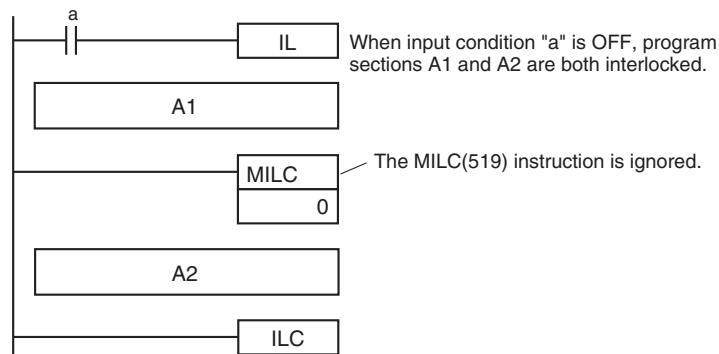 a
IL
When input condition "a" is OFF, program
sections A1 and A2 are both interlocked.
A1
MILC
The MILC(519) instruction is ignored.
0
A2
ILC